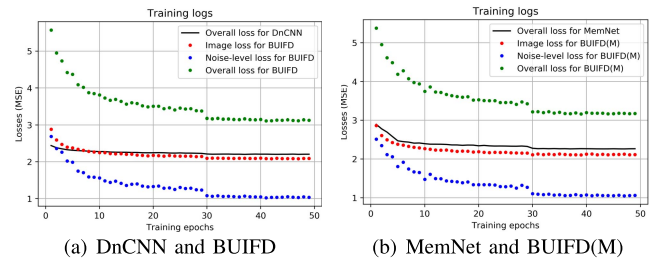 Training logs
Overall loss for DnCNN
Image loss for BUIFD
Noise-level loss for BUIFD
Overall loss for BUIFD
Losses (MSE)
5
4
3
2
1
0 10 20 30 40 50
Training epochs
(a) DnCNN and BUIFD
Training logs
Overall loss for MemNet
Image loss for BUIFD(M)
Noise-level loss for BUIFD(M)
Overall loss for BUIFD(M)
Losses (MSE)
5
4
3
2
1
0 10 20 30 40 50
Training epochs
(b) MemNet and BUIFD(M)